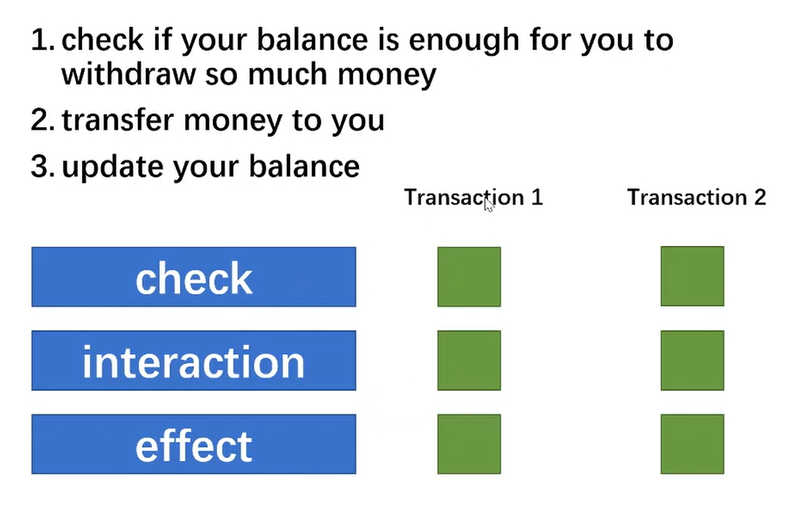 1. check if your balance is enough for you to
withdraw so much money
2. transfer money to you
3. update your balance
Transaction 1 Transaction 2
check
interaction
effect